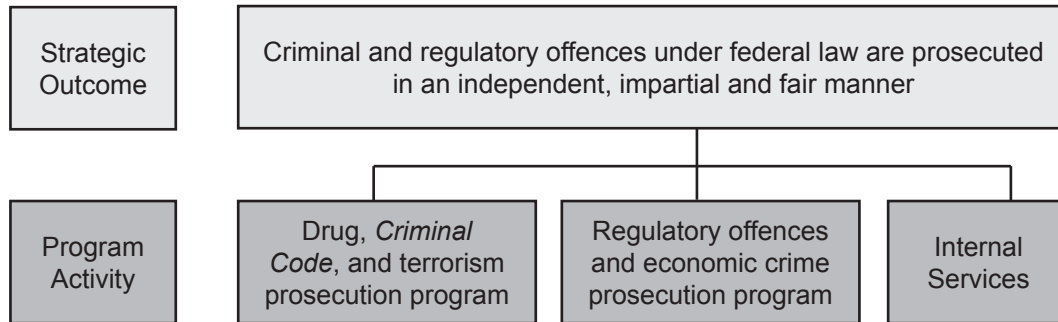 Strategic
Outcome
Criminal and regulatory offences under federal law are prosecuted
in an independent, impartial and fair manner
Program
Activity
Drug, Criminal
Code, and terrorism
prosecution program
Regulatory offences
and economic crime
prosecution program
Internal
Services